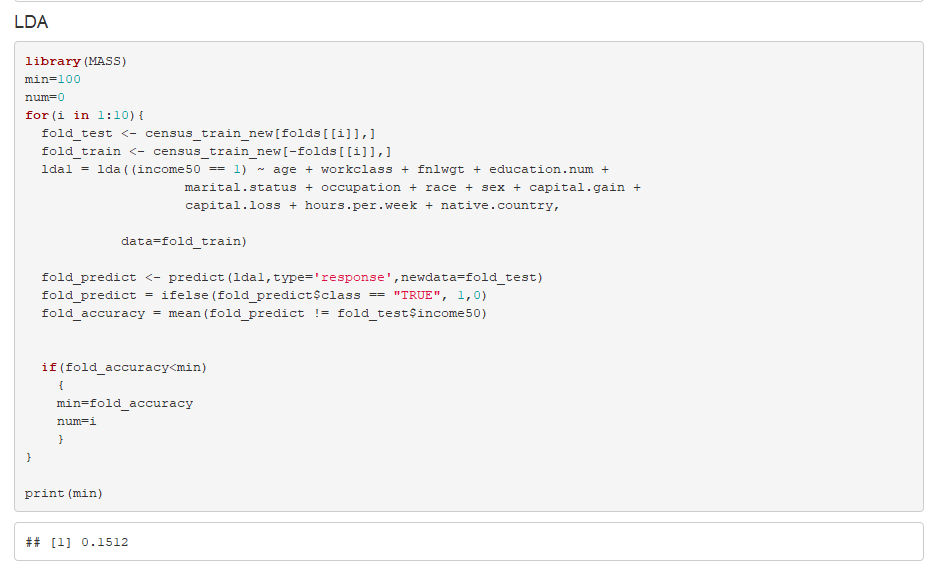 LDA
library(MASS)
min=100
num=0
for(i in 1:10){
  fold_test <- census_train_new[folds[[i]],]
  fold_train <- census_train_new[-folds[[i]],]
  lda1 = lda((income50 == 1) ~ age + workclass + fnlwgt + education.num +
                    marital.status + occupation + race + sex + capital.gain +
                    capital.loss + hours.per.week + native.country,
            data=fold_train)
  fold_predict <- predict(lda1,type='response',newdata=fold_test)
  fold_predict = ifelse(fold_predict$class == "TRUE", 1,0)
  fold_accuracy = mean(fold_predict != fold_test$income50)
  if(fold_accuracy<min)
    {
    min=fold_accuracy
    num=i
    }
}
print(min)
## [1] 0.1512